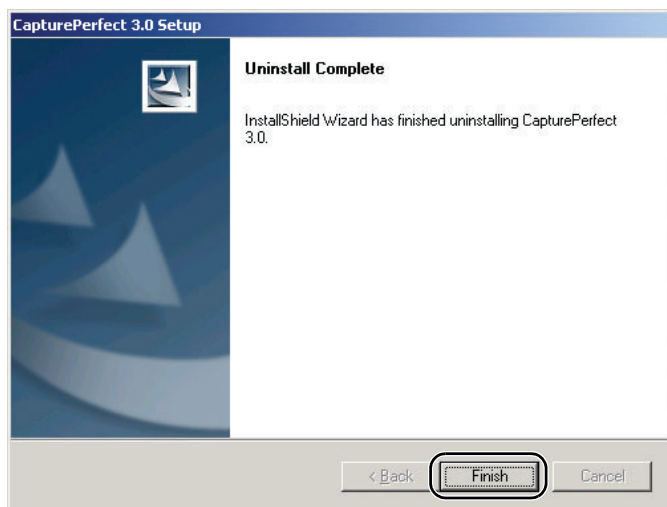 CapturePerfect 3.0 Setup
Uninstall Complete
InstallShield Wizard has finished uninstalling CapturePerfect
3.0.
< Back
Finish
Cancel